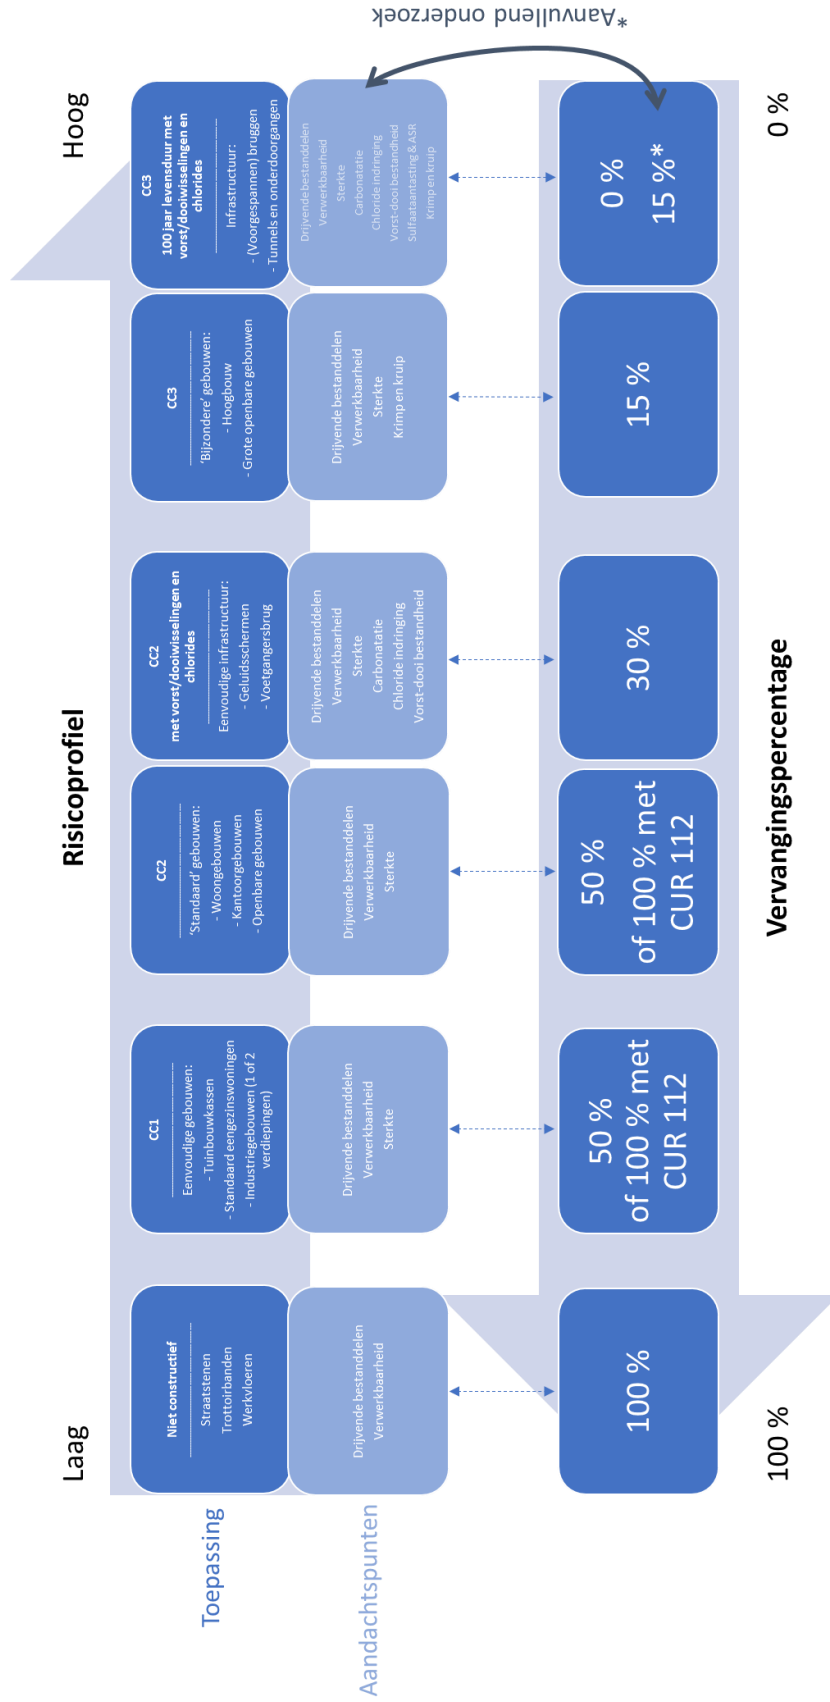 Risicoprofiel
Laag
Hoog
Toepassing
Niet constructief
Straatstenen
Trottoirbanden
Werkvloeren
CC1
Eenvoudige gebouwen:
- Tuinbouwkassen
- Standaard eengezinswoningen
- Industriegebouwen (1 of 2
verdiepingen)
CC2
'Standaard' gebouwen:
- Woongebouwen
- Kantoorgebouwen
- Openbare gebouwen
CC2
met vorst/dooiwisselingen en
chlorides
Eenvoudige infrastructuur:
- Geluidsschermen
- Voetgangersbrug
CC3
'Bijzondere' gebouwen:
- Hoogbouw
- Grote openbare gebouwen
CC3
100 jaar levensduur met
vorst/dooiwisselingen en
chlorides
Infrastructuur:
- (Voorgespannen) bruggen
- Tunnels en onderdoorgangen
Aandachtspunten
Drijvende bestanddelen
Verwerkbaarheid
Drijvende bestanddelen
Verwerkbaarheid
Sterkte
Drijvende bestanddelen
Verwerkbaarheid
Sterkte
Drijvende bestanddelen
Verwerkbaarheid
Sterkte
Carbonatatie
Chloride indringing
Vorst-dooi bestandheid
Drijvende bestanddelen
Verwerkbaarheid
Sterkte
Krimp en kruip
Drijvende bestanddelen
Verwerkbaarheid
Sterkte
Carbonatatie
Chloride indringing
Vorst-dooi bestandheid
Sulfaataantasting & ASR
Krimp en kruip
*Aanvullend onderzoek
100 %
50 %
of 100 % met
CUR 112
50 %
of 100 % met
CUR 112
30 %
15 %
0 %
15 %*
100 %
Vervangingspercentage
0 %